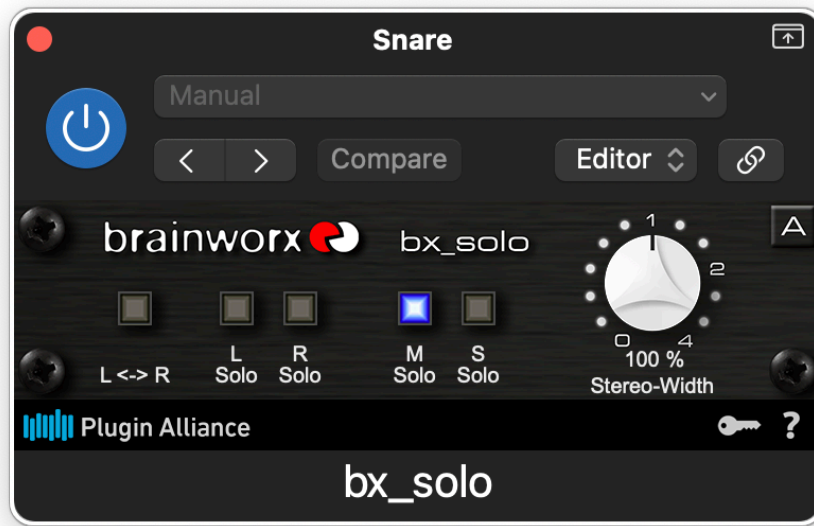 Snare
Manual
Compare
Editor
brainworx
bx_solo
A
1
2
0 4
L <-> R
L Solo
R Solo
M Solo
S Solo
100 %
Stereo-Width
Plugin Alliance
?
bx_solo